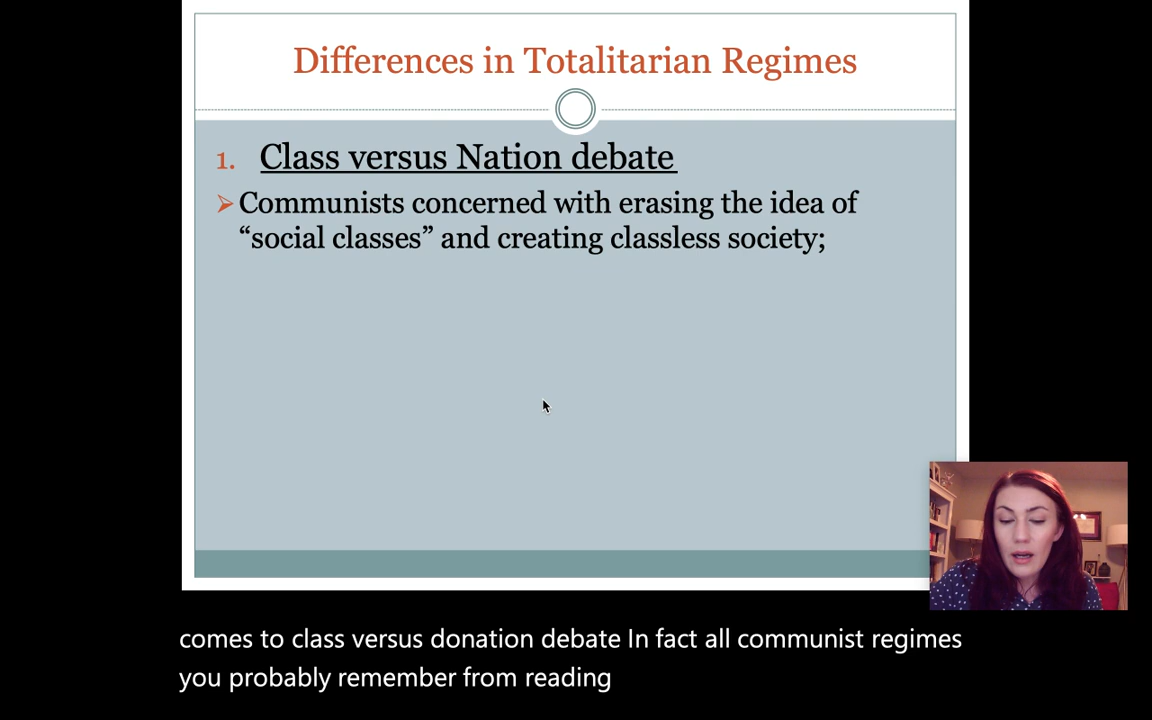 Differences in Totalitarian Regimes
1. Class versus Nation debate
➢ Communists concerned with erasing the idea of
“social classes” and creating classless society;
comes to class versus donation debate In fact all communist regimes
you probably remember from reading